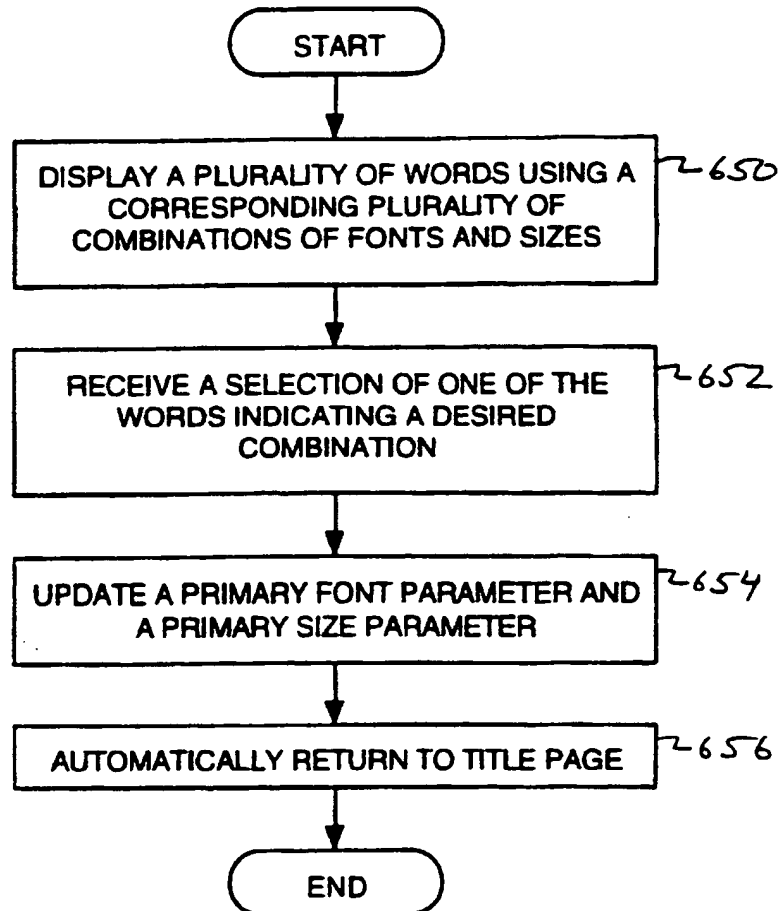 START
DISPLAY A PLURALITY OF WORDS USING A
CORRESPONDING PLURALITY OF
COMBINATIONS OF FONTS AND SIZES
650
RECEIVE A SELECTION OF ONE OF THE
WORDS INDICATING A DESIRED
COMBINATION
652
UPDATE A PRIMARY FONT PARAMETER AND
A PRIMARY SIZE PARAMETER
654
AUTOMATICALLY RETURN TO TITLE PAGE
656
END